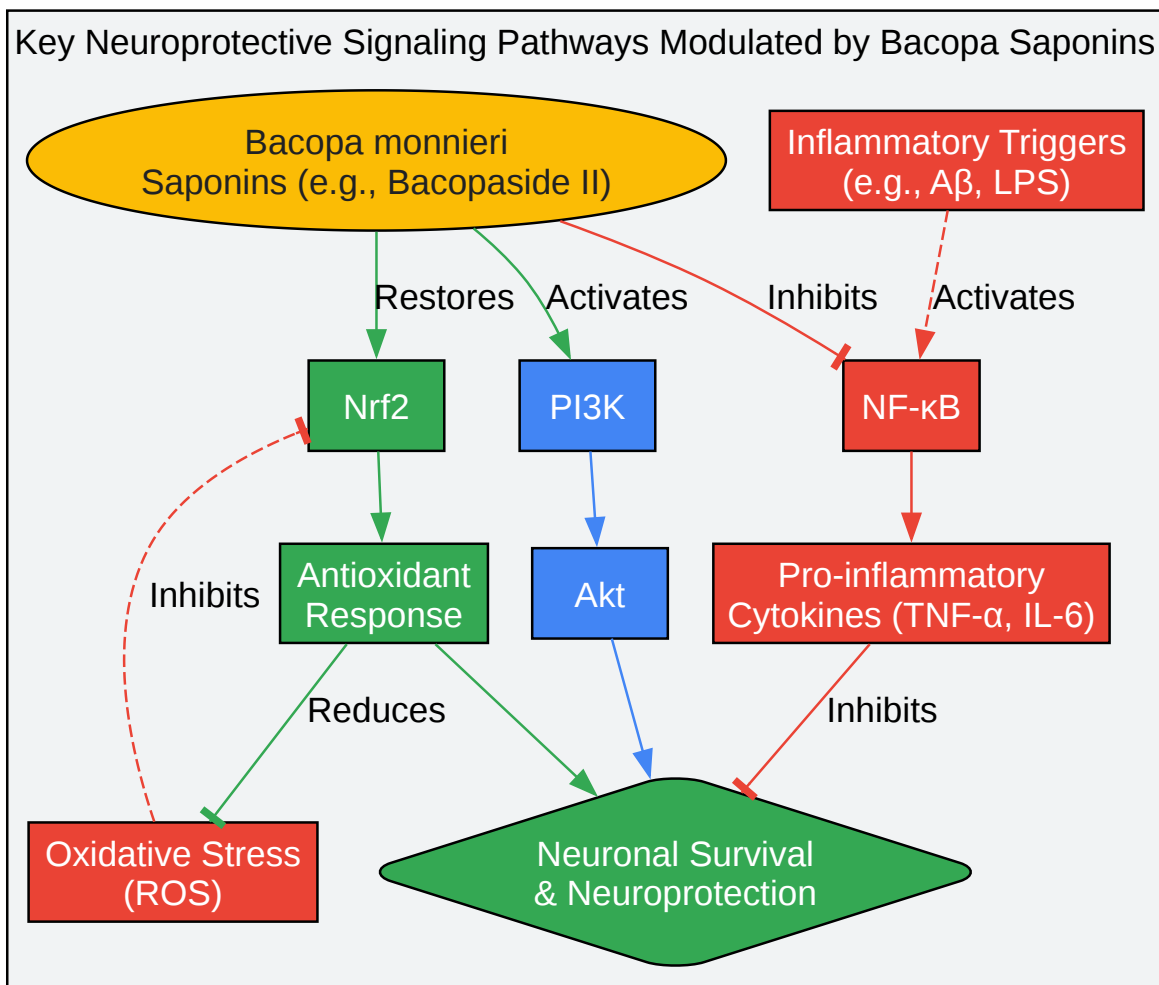 Key Neuroprotective Signaling Pathways Modulated by Bacopa Saponins
Bacopa monnieri
Saponins (e.g., Bacopaside II)
Inflammatory Triggers
(e.g., Aβ, LPS)
Restores
Activates
Inhibits
Activates
Nrf2
PI3K
NF-κB
Antioxidant
Response
Akt
Pro-inflammatory
Cytokines (TNF-α, IL-6)
Inhibits
Reduces
Inhibits
Oxidative Stress
(ROS)
Neuronal Survival
& Neuroprotection